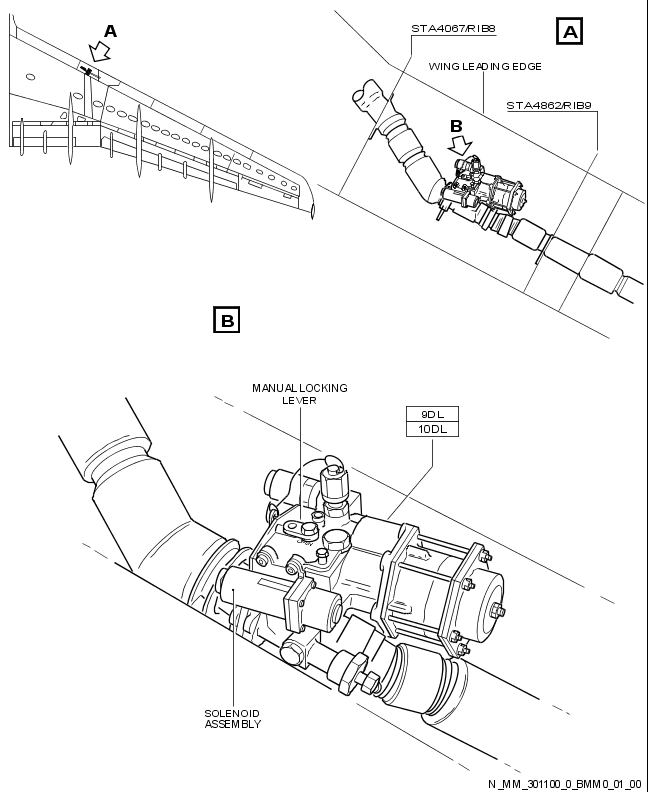 A
A
STA4067/RIB8
WING LEADING EDGE
STA4862/RIB9
B
B
MANUAL LOCKING
LEVER
9DL
10DL
SOLENOID
ASSEMBLY
N_MM_301100_0_BMM0_01_00